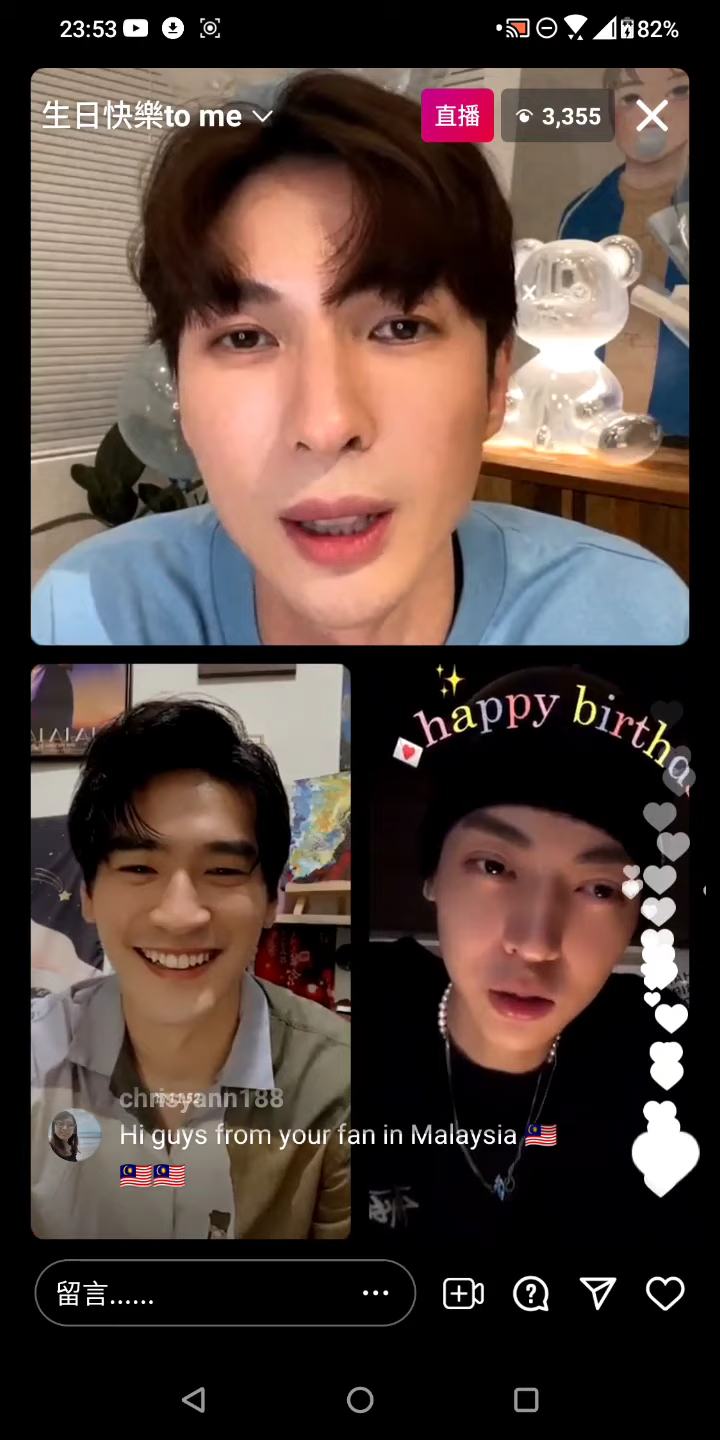 23:53
82%
生日快樂to me
直播
3,355
happy birthd
chrisyann188
Hi guys from your fan in Malaysia 🇲🇾
🇲🇾🇲🇾
留言......